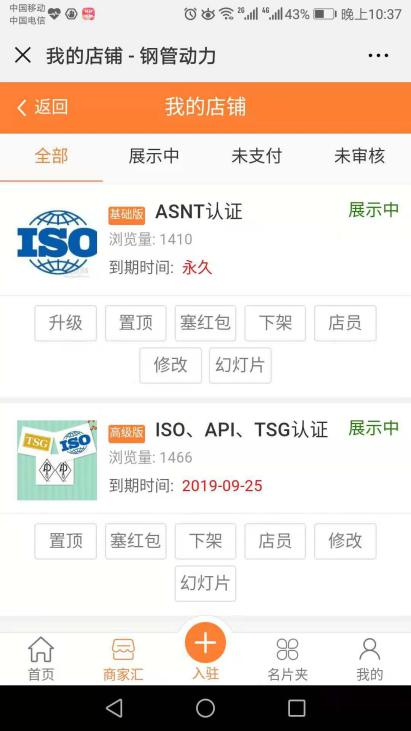 中国移动
中国电信
26 46 43% 晚上10:37
我的店铺 - 钢管动力
返回 我的店铺
全部 展示中 未支付 未审核
ISO
基础版 ASNT认证 展示中
浏览量: 1410
到期时间: 永久
升级 置顶 塞红包 下架 店员
修改 幻灯片
TSG ISO
高级版 ISO、API、TSG认证 展示中
浏览量: 1466
到期时间: 2019-09-25
置顶 塞红包 下架 店员 修改
幻灯片
首页 商家汇 入驻 名片夹 我的